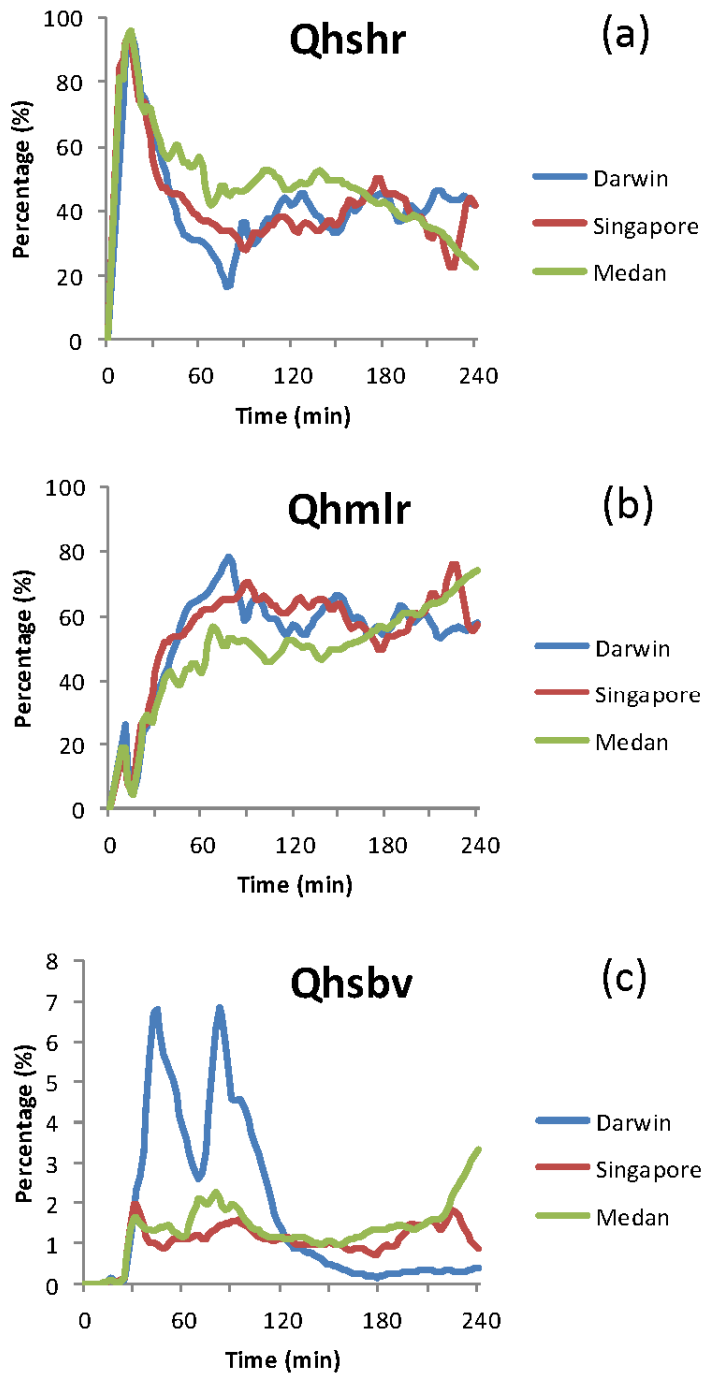 Qhshr
(a)
Percentage (%)
100
80
60
40
20
0
0 60 120 180 240
Time (min)
Darwin
Singapore
Medan
Qhmlr
(b)
Percentage (%)
100
80
60
40
20
0
0 60 120 180 240
Time (min)
Darwin
Singapore
Medan
Qhsbv
(c)
Percentage (%)
8
7
6
5
4
3
2
1
0
0 60 120 180 240
Time (min)
Darwin
Singapore
Medan